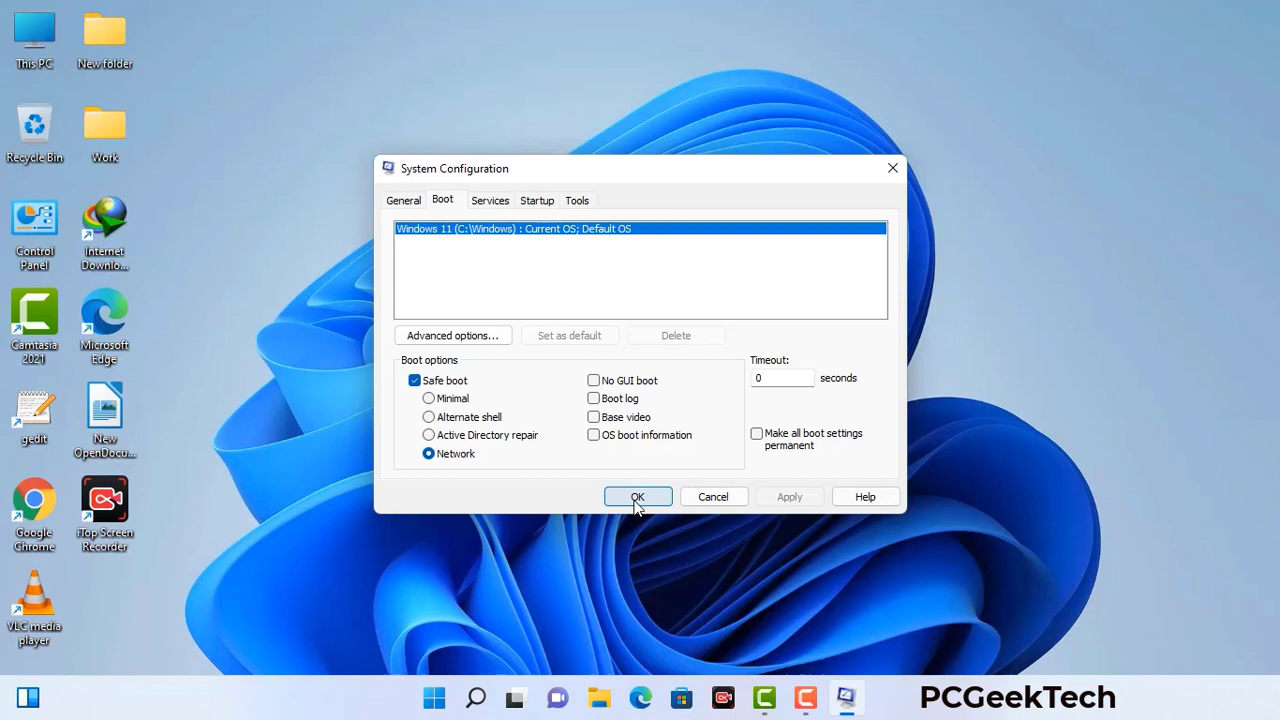 This PC
New folder
Recycle Bin
Work
Control
Panel
Internet
Downlo...
Camtasia
2021
Microsoft
Edge
gedit
New
OpenDocu...
Google
Chrome
iTop Screen
Recorder
VLC media
player
System Configuration
General
Boot
Services
Startup
Tools
Windows 11 (C:\Windows) : Current OS; Default OS
Advanced options...
Set as default
Delete
Boot options
Safe boot
Minimal
Alternate shell
Active Directory repair
Network
No GUI boot
Boot log
Base video
OS boot information
Timeout:
0 seconds
Make all boot settings
permanent
OK
Cancel
Apply
Help
PCGeekTech